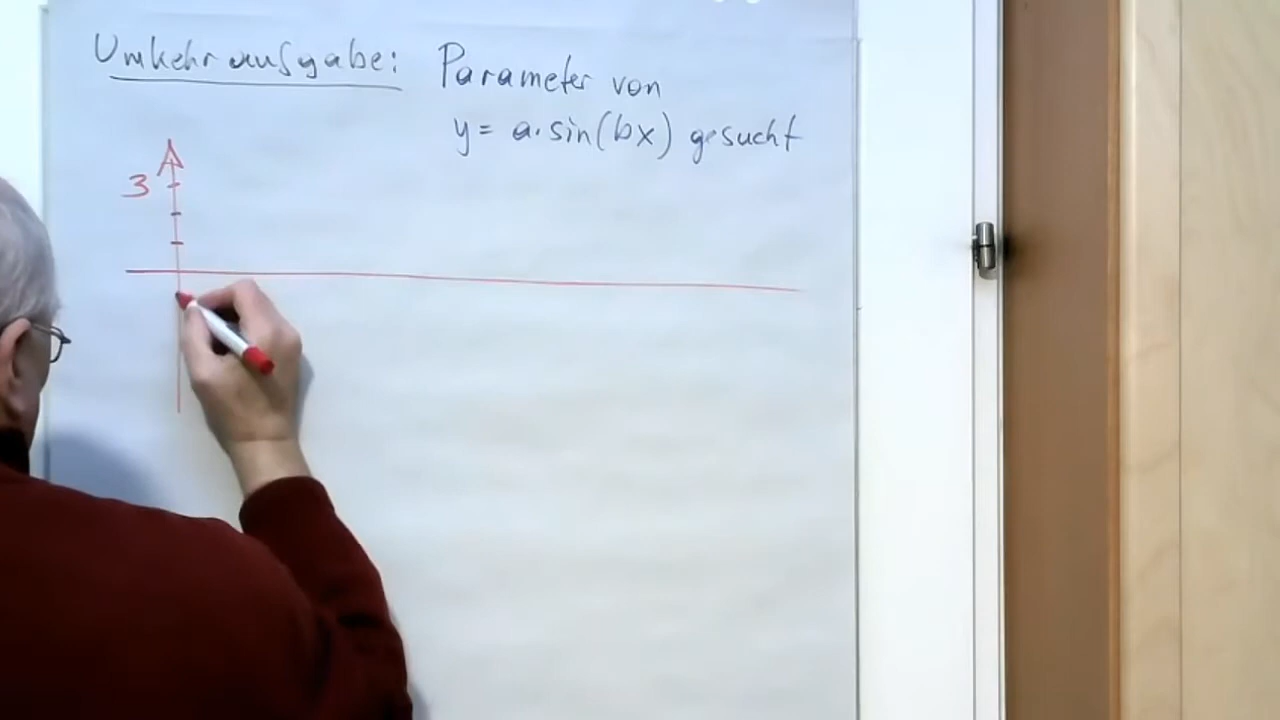 Umkehraufgabe: Parameter von
y = a·sin(bx) gesucht
3